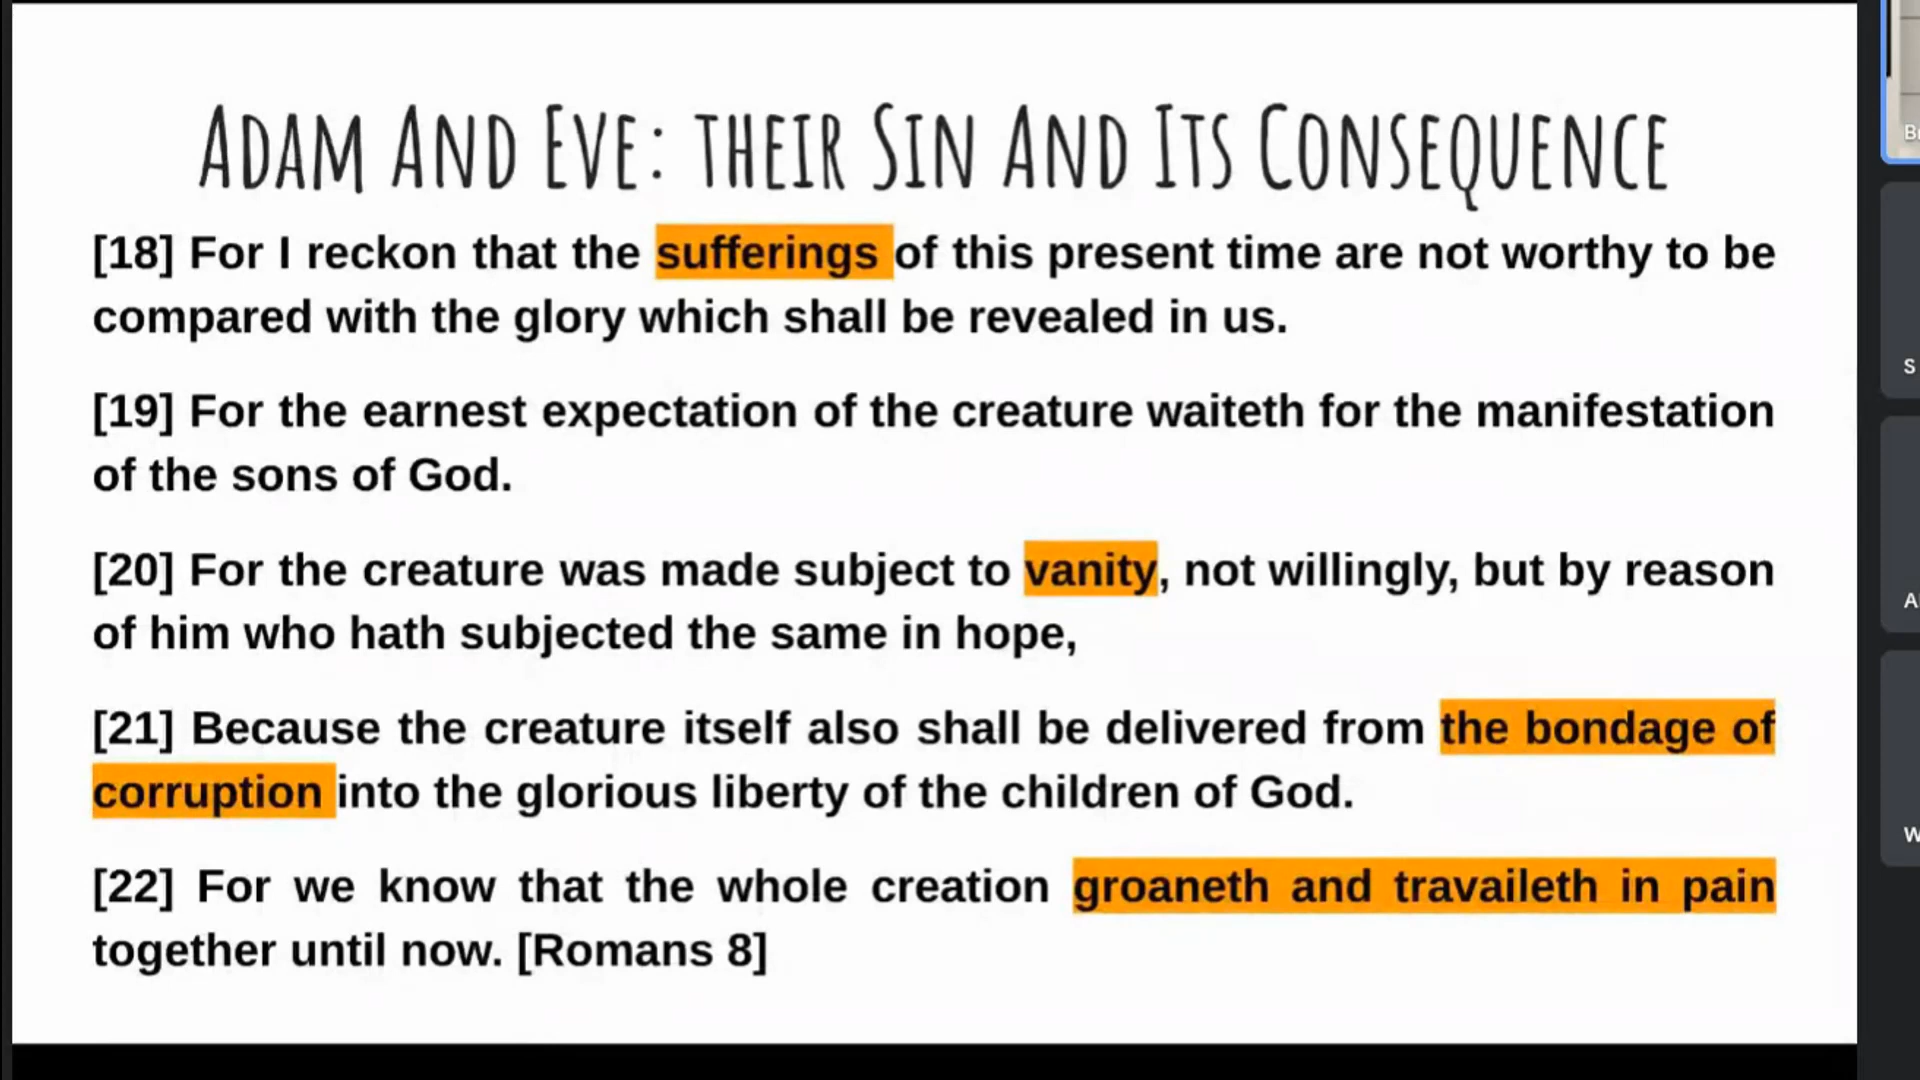 Adam And Eve: their Sin And Its Consequence
[18] For I reckon that the sufferings of this present time are not worthy to be
compared with the glory which shall be revealed in us.
[19] For the earnest expectation of the creature waiteth for the manifestation
of the sons of God.
[20] For the creature was made subject to vanity, not willingly, but by reason
of him who hath subjected the same in hope,
[21] Because the creature itself also shall be delivered from the bondage of
corruption into the glorious liberty of the children of God.
[22] For we know that the whole creation groaneth and travaileth in pain
together until now. [Romans 8]
S